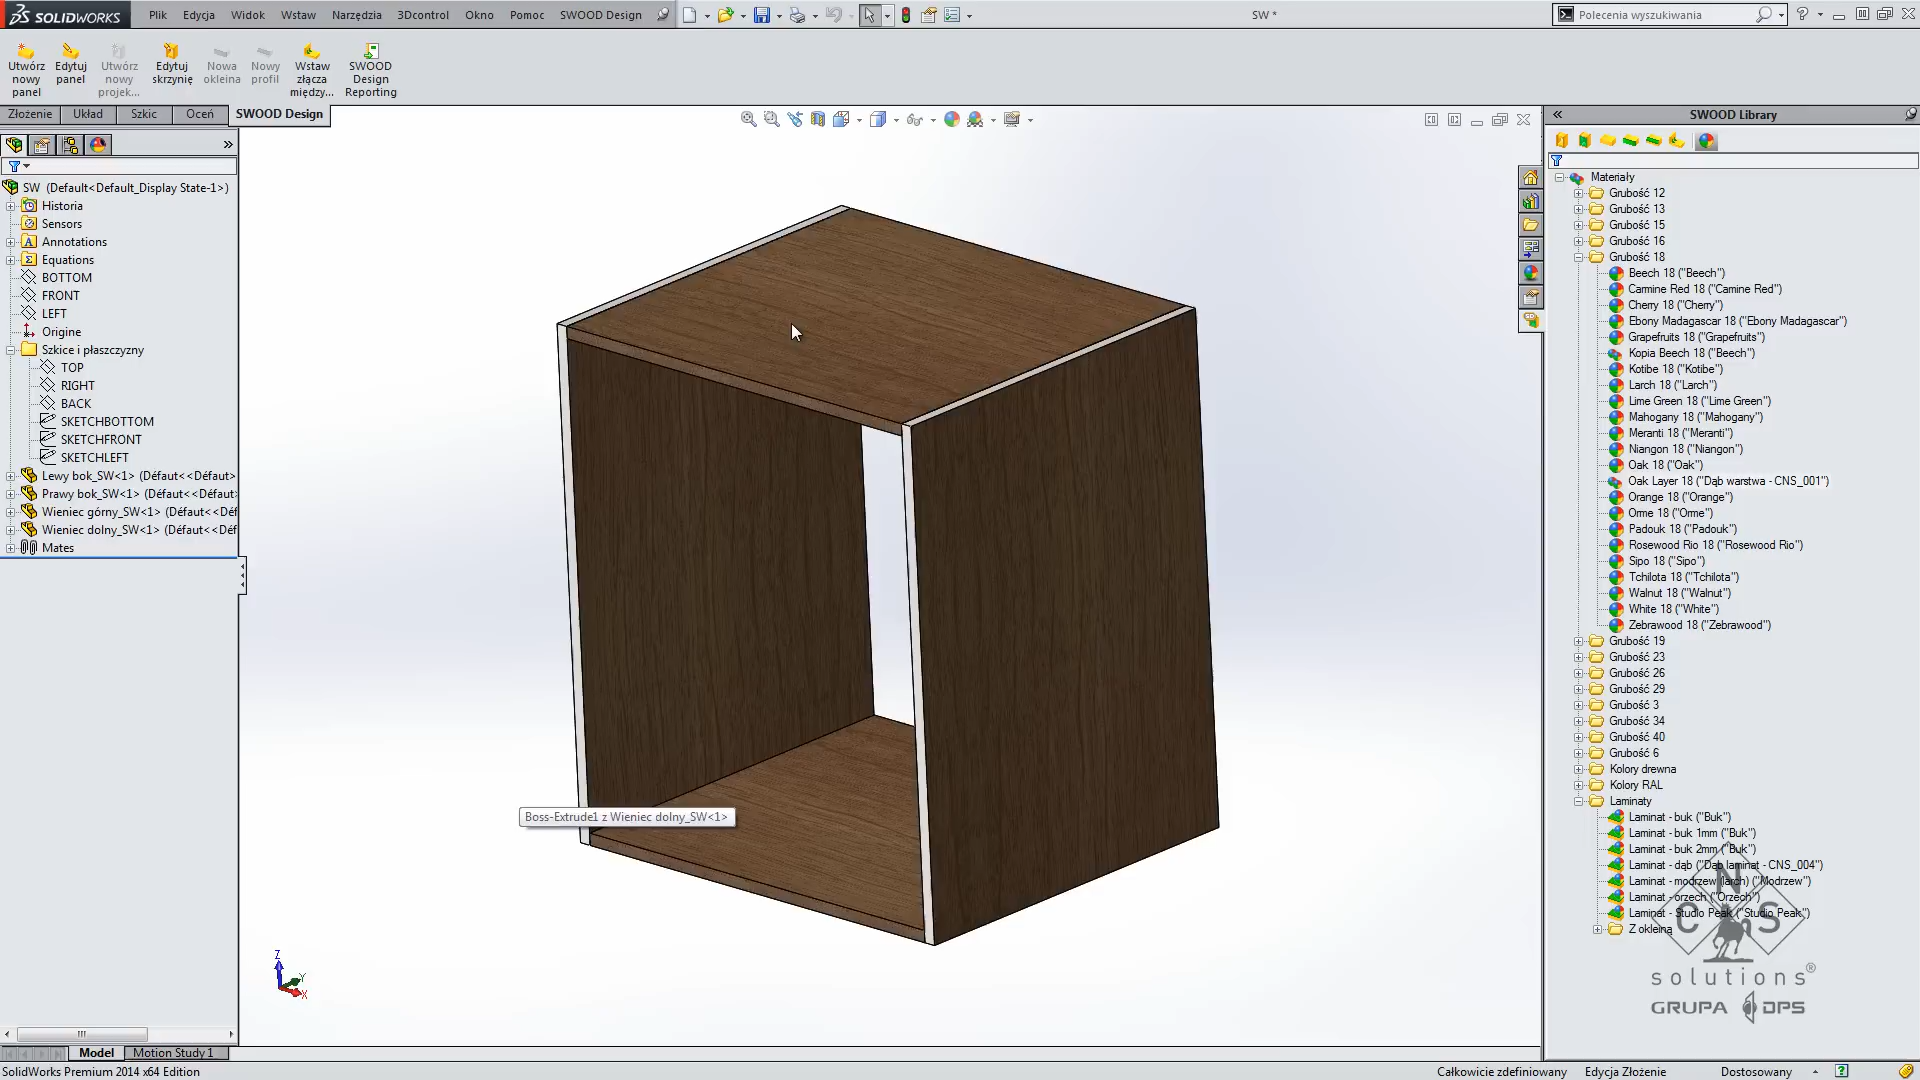 SOLIDWORKS Plik Edycja Widok Wstaw Narzędzia 3Dcontrol Okno Pomoc SWOOD Design SW * Polecenia wyszukiwania
Utwórz nowy panel
Edytuj panel
Utwórz nowy projek...
Edytuj skrzynię
Nowa okleina
Nowy profil
Wstaw złącza między...
SWOOD Design Reporting
Złożenie Układ Szkic Oceń SWOOD Design
SW (Default<Default_Display State-1>)
Historia
Sensors
Annotations
Equations
BOTTOM
FRONT
LEFT
Origine
Szkice i płaszczyzny
TOP
RIGHT
BACK
SKETCHBOTTOM
SKETCHFRONT
SKETCHLEFT
Lewy bok_SW<1> (Défaut<<Défaut>
Prawy bok_SW<1> (Défaut<<Défaut
Wieniec górny_SW<1> (Défaut<<Déf
Wieniec dolny_SW<1> (Défaut<<Déf
Mates
Boss-Extrude1 z Wieniec dolny_SW<1>
Z
Y
X
SWOOD Library
Materiały
Grubość 12
Grubość 13
Grubość 15
Grubość 16
Grubość 18
Beech 18 ("Beech")
Camine Red 18 ("Camine Red")
Cherry 18 ("Cherry")
Ebony Madagascar 18 ("Ebony Madagascar")
Grapefruits 18 ("Grapefruits")
Kopia Beech 18 ("Beech")
Kotibe 18 ("Kotibe")
Larch 18 ("Larch")
Lime Green 18 ("Lime Green")
Mahogany 18 ("Mahogany")
Meranti 18 ("Meranti")
Niangon 18 ("Niangon")
Oak 18 ("Oak")
Oak Layer 18 ("Dąb warstwa - CNS_001")
Orange 18 ("Orange")
Orme 18 ("Orme")
Padouk 18 ("Padouk")
Rosewood Rio 18 ("Rosewood Rio")
Sipo 18 ("Sipo")
Tchilota 18 ("Tchilota")
Walnut 18 ("Walnut")
White 18 ("White")
Zebrawood 18 ("Zebrawood")
Grubość 19
Grubość 23
Grubość 26
Grubość 29
Grubość 3
Grubość 34
Grubość 40
Grubość 6
Kolory drewna
Kolory RAL
Laminaty
Laminat - buk ("Buk")
Laminat - buk 1mm ("Buk")
Laminat - buk 2mm ("Buk")
Laminat - dąb ("Dąb laminat - CNS_004")
Laminat - modrzew (larch) ("Modrzew")
Laminat - orzech ("Orzech")
Laminat - Studio Peak ("Studio Peak")
Z okleiną
CNS
solutions®
GRUPA DPS
Model Motion Study 1
SolidWorks Premium 2014 x64 Edition Całkowicie zdefiniowany Edycja Złożenie Dostosowany